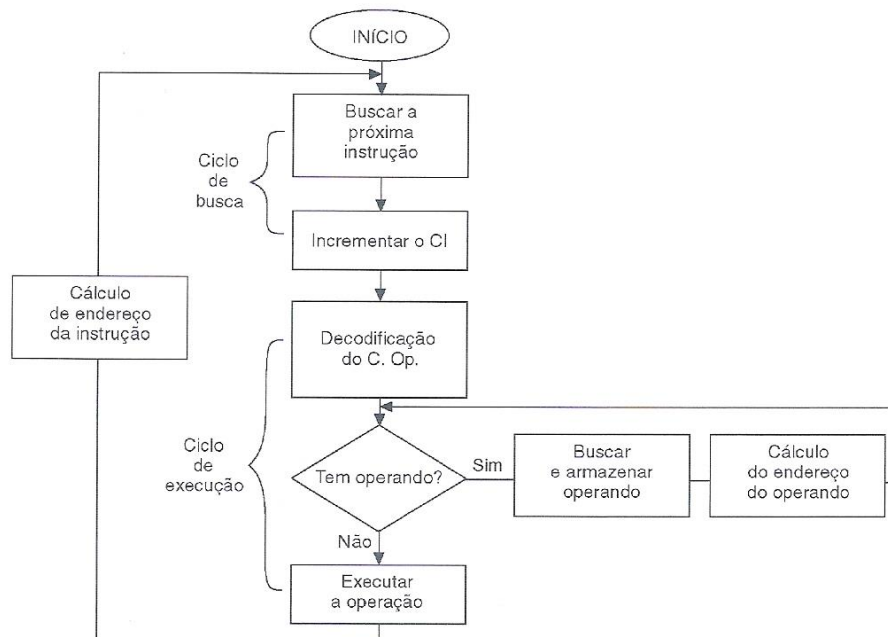 INÍCIO
Buscar a
próxima
instrução
Ciclo
de
busca
Incrementar o CI
Cálculo
de endereço
da instrução
Decodificação
do C. Op.
Ciclo
de
execução
Tem operando?
Sim
Buscar
e armazenar
operando
Cálculo
do endereço
do operando
Não
Executar
a operação